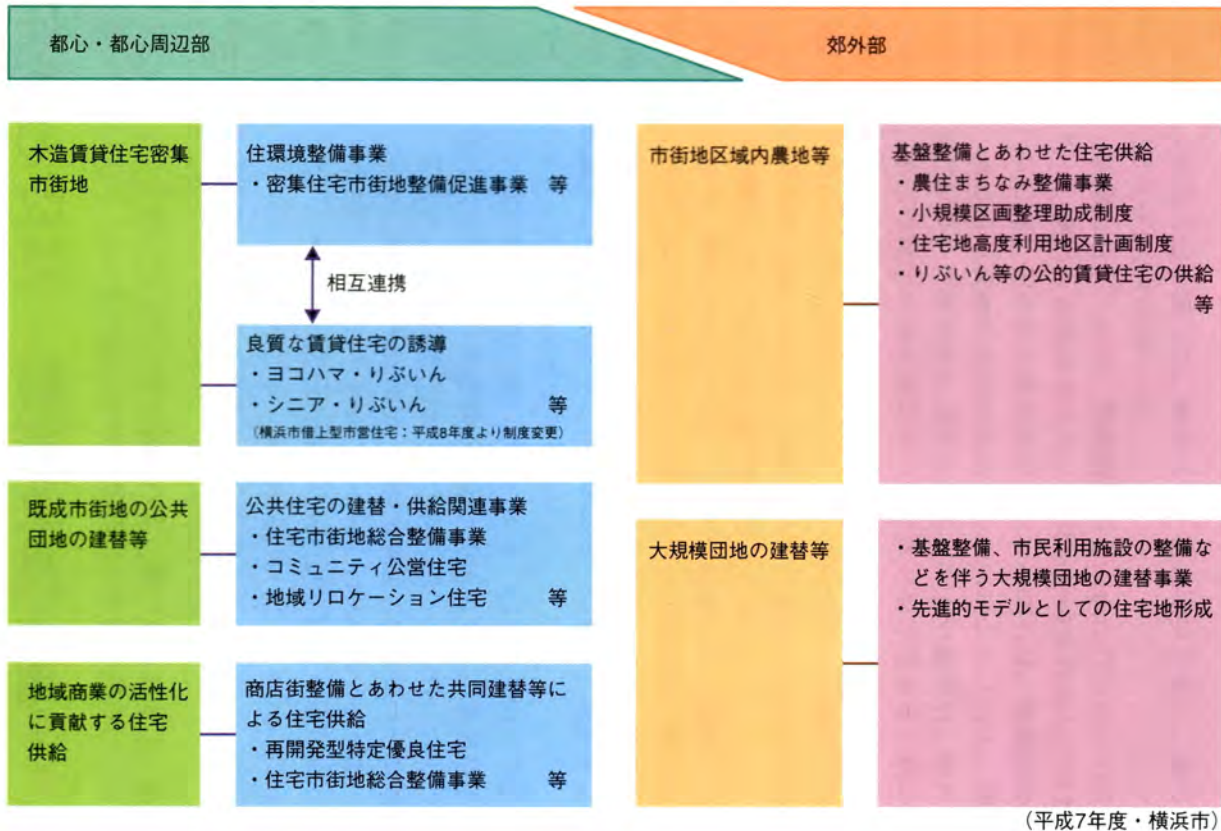 都心・都心周辺部
木造賃貸住宅密集
市街地
住環境整備事業
・密集住宅市街地整備促進事業 等
相互連携
良質な賃貸住宅の誘導
・ヨコハマ・りぶいん
・シニア・りぶいん 等
(横浜市借上型市営住宅:平成8年度より制度変更)
既成市街地の公共
団地の建替等
公共住宅の建替・供給関連事業
・住宅市街地総合整備事業
・コミュニティ公営住宅
・地域リロケーション住宅 等
地域商業の活性化
に貢献する住宅
供給
商店街整備とあわせた共同建替等に
よる住宅供給
・再開発型特定優良住宅
・住宅市街地総合整備事業 等
郊外部
市街地区域内農地等
基盤整備とあわせた住宅供給
・農住まちなみ整備事業
・小規模区画整理助成制度
・住宅地高度利用地区計画制度
・りぶいん等の公的賃貸住宅の供給
等
大規模団地の建替等
・基盤整備、市民利用施設の整備な
どを伴う大規模団地の建替事業
・先進的モデルとしての住宅地形成
(平成7年度・横浜市)